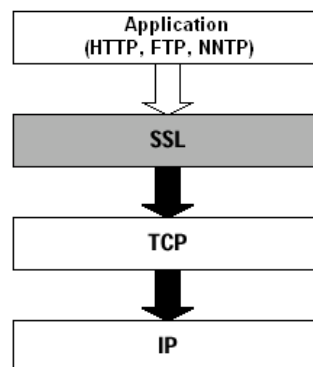 Application
(HTTP, FTP, NNTP)
SSL
TCP
IP